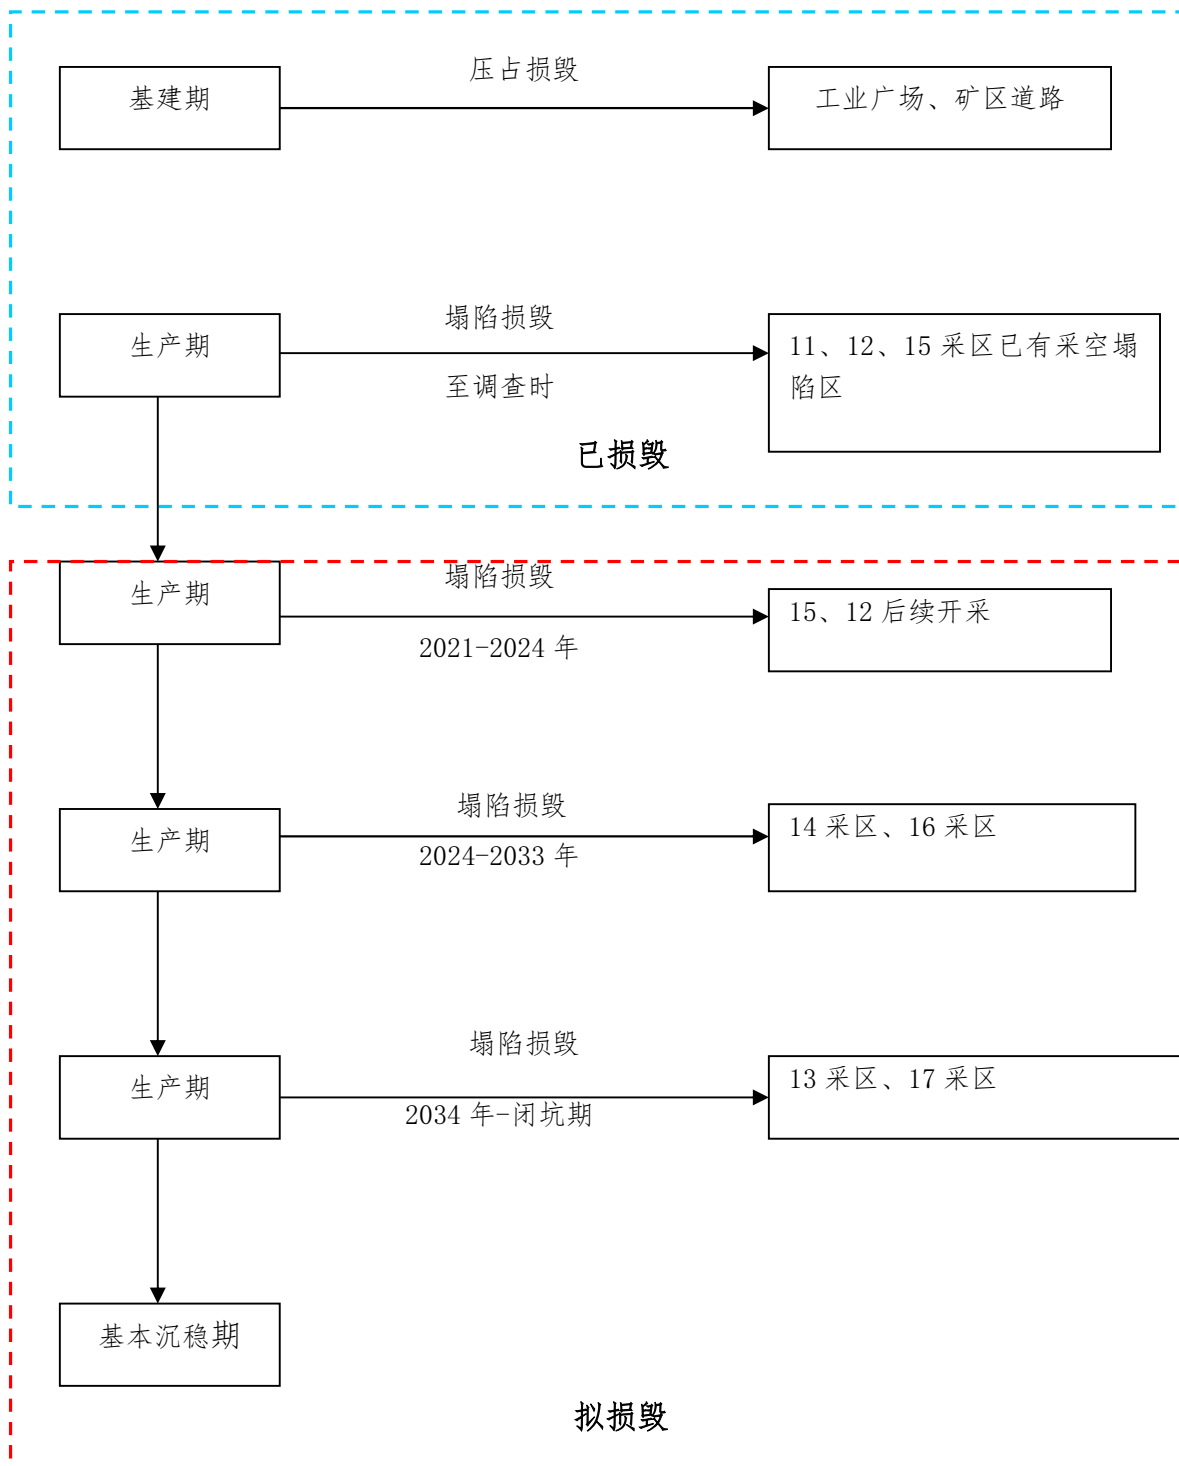 压占损毁
基建期
工业广场、矿区道路
塌陷损毁
生产期
11、12、15 采区已有采空塌
陷区
至调查时
已损毁
塌陷损毁
生产期
15、12 后续开采
2021-2024 年
塌陷损毁
生产期
14 采区、16 采区
2024-2033 年
塌陷损毁
生产期
13 采区、17 采区
2034 年-闭坑期
基本沉稳期
拟损毁